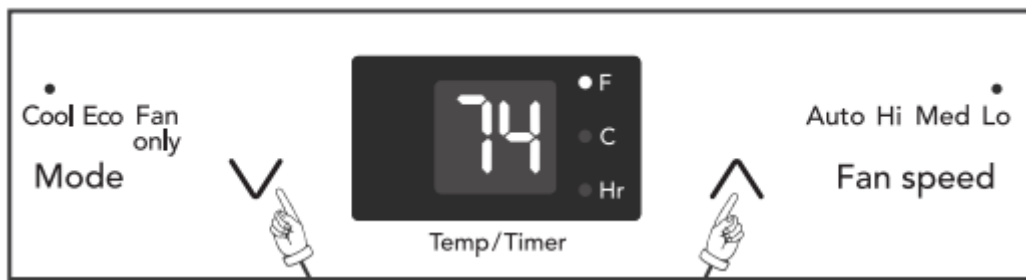 Cool Eco Fan only
Mode
74
F
C
Hr
Temp/Timer
Auto Hi Med Lo
Fan speed